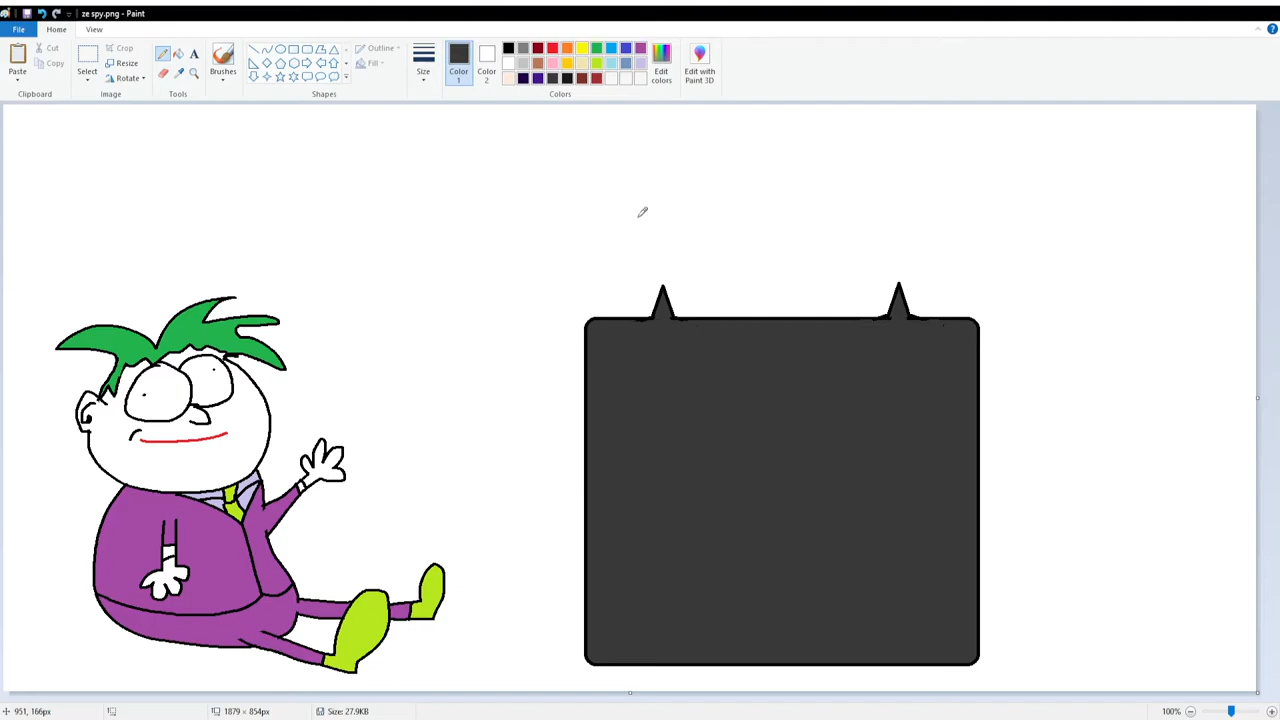 ze spy.png - Paint
File Home View
Paste Cut Copy
Clipboard
Select Crop Resize Rotate
Image
Tools
Brushes
Outline Fill
Shapes
Size
Color 1
Color 2
Edit colors
Colors
Edit with Paint 3D
951, 166px 1879 × 854px Size: 27.9KB 100%